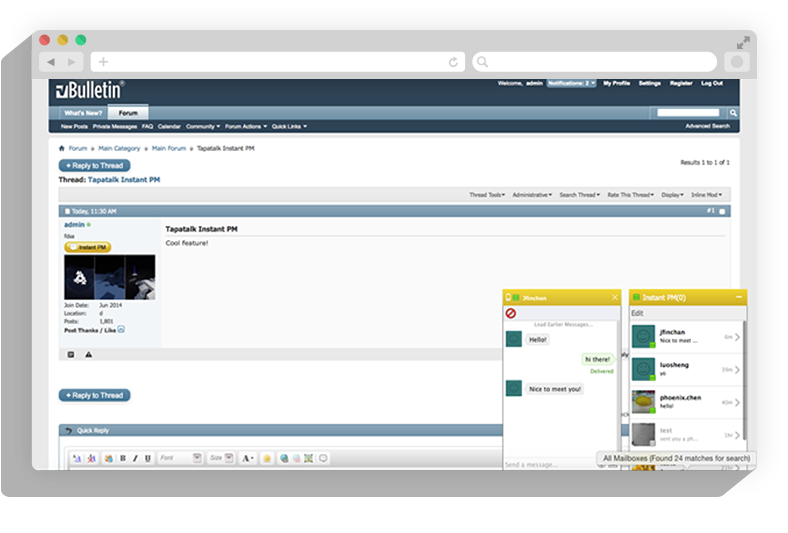 vBulletin®
Welcome, admin Notifications: 2 My Profile Settings Register Log Out
What's New? Forum
New Posts Private Messages FAQ Calendar Community Forum Actions Quick Links Advanced Search
Forum Main Category Main Forum Tapatalk Instant PM
+ Reply to Thread
Results 1 to 1 of 1
Thread: Tapatalk Instant PM
Thread Tools Administrative Search Thread Rate This Thread Display Inline Mod
Today, 11:30 AM #1
admin
fdsa
Instant PM
Join Date: Jun 2014
Location: d
Posts: 1,801
Post Thanks / Like
Tapatalk Instant PM
Cool feature!
+ Reply to Thread
Quick Reply
B I U Font Size A
Jfinchan
Load Earlier Messages...
Hello!
hi there!
Delivered
Nice to meet you!
Send a message...
Instant PM(0)
Edit
jfinchan
Nice to meet ...
luosheng
yo
phoenix.chen
hello!
test
sent you a ph...
1hr
All Mailboxes (Found 24 matches for search)